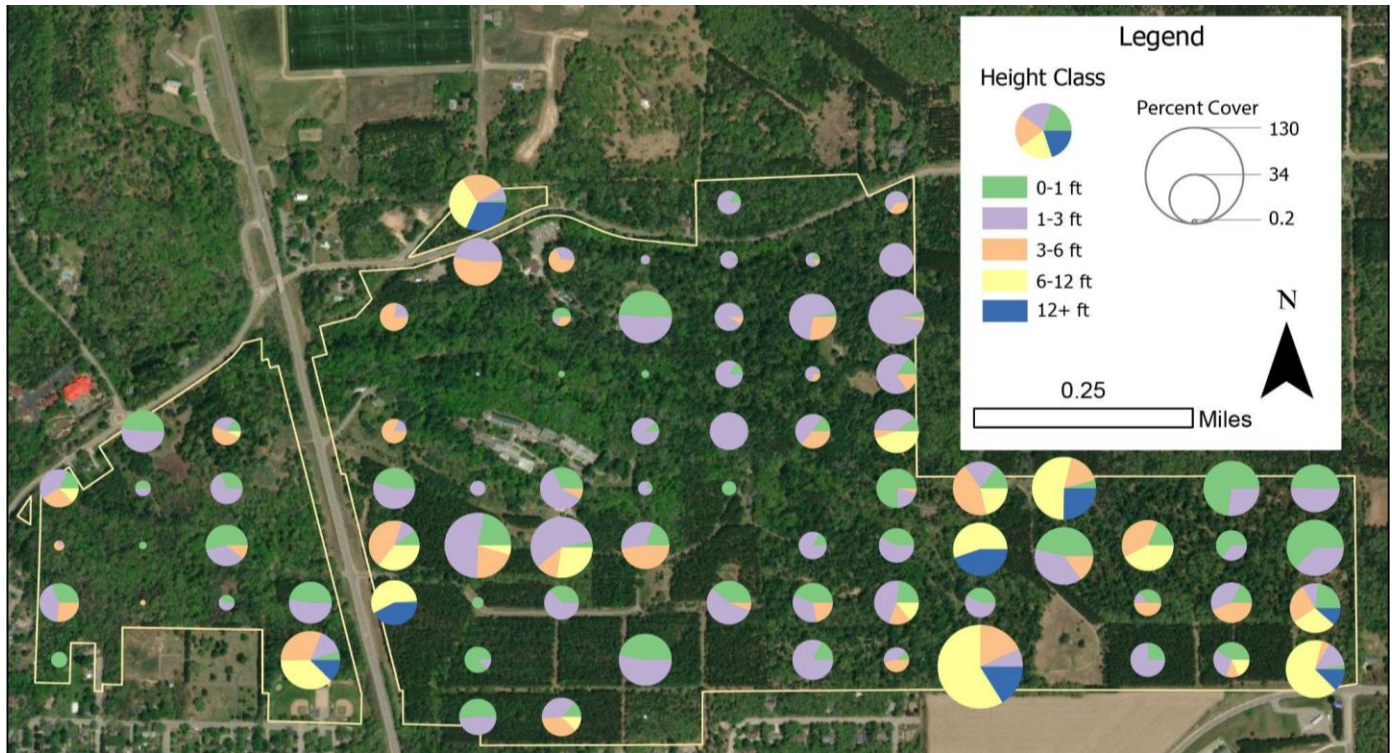 Legend
Height Class
Percent Cover
130
34
0.2
0-1 ft
1-3 ft
3-6 ft
6-12 ft
12+ ft
N
0.25
Miles